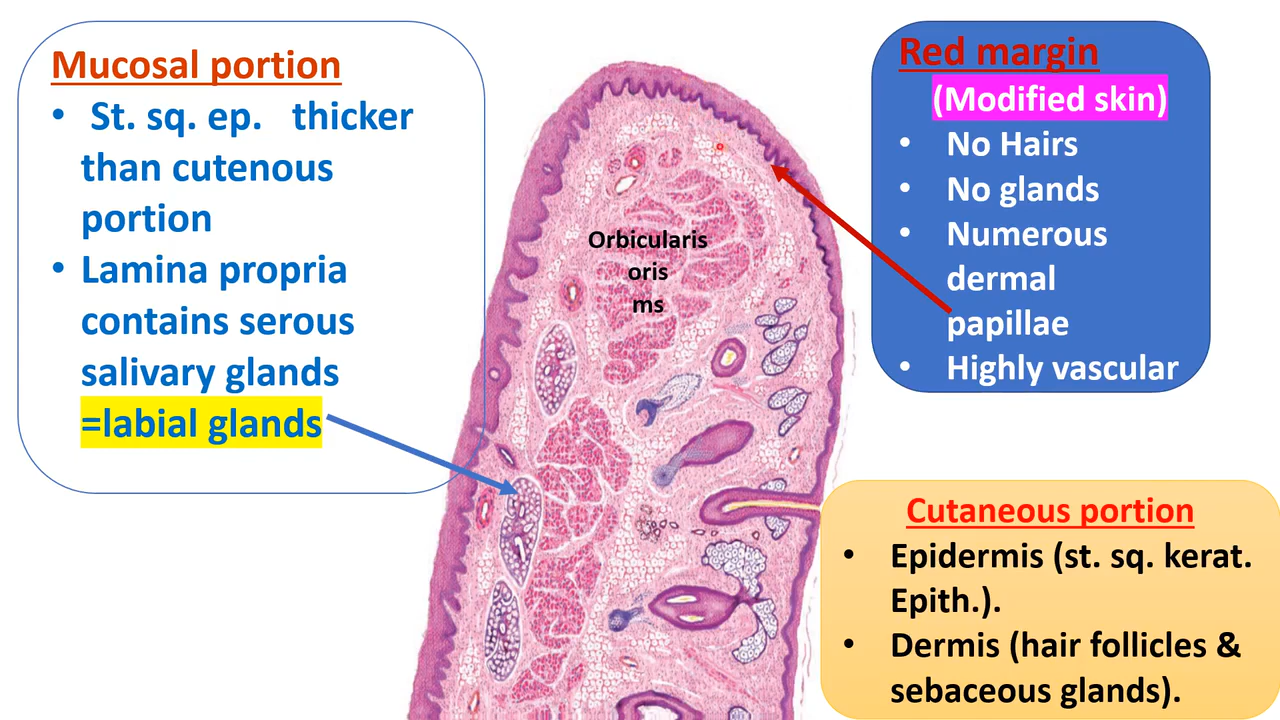 Mucosal portion
• St. sq. ep. thicker
than cutenous
portion
• Lamina propria
contains serous
salivary glands
=labial glands
Orbicularis
oris
ms
Red margin
(Modified skin)
• No Hairs
• No glands
• Numerous
dermal
papillae
• Highly vascular
Cutaneous portion
• Epidermis (st. sq. kerat.
Epith.).
• Dermis (hair follicles &
sebaceous glands).